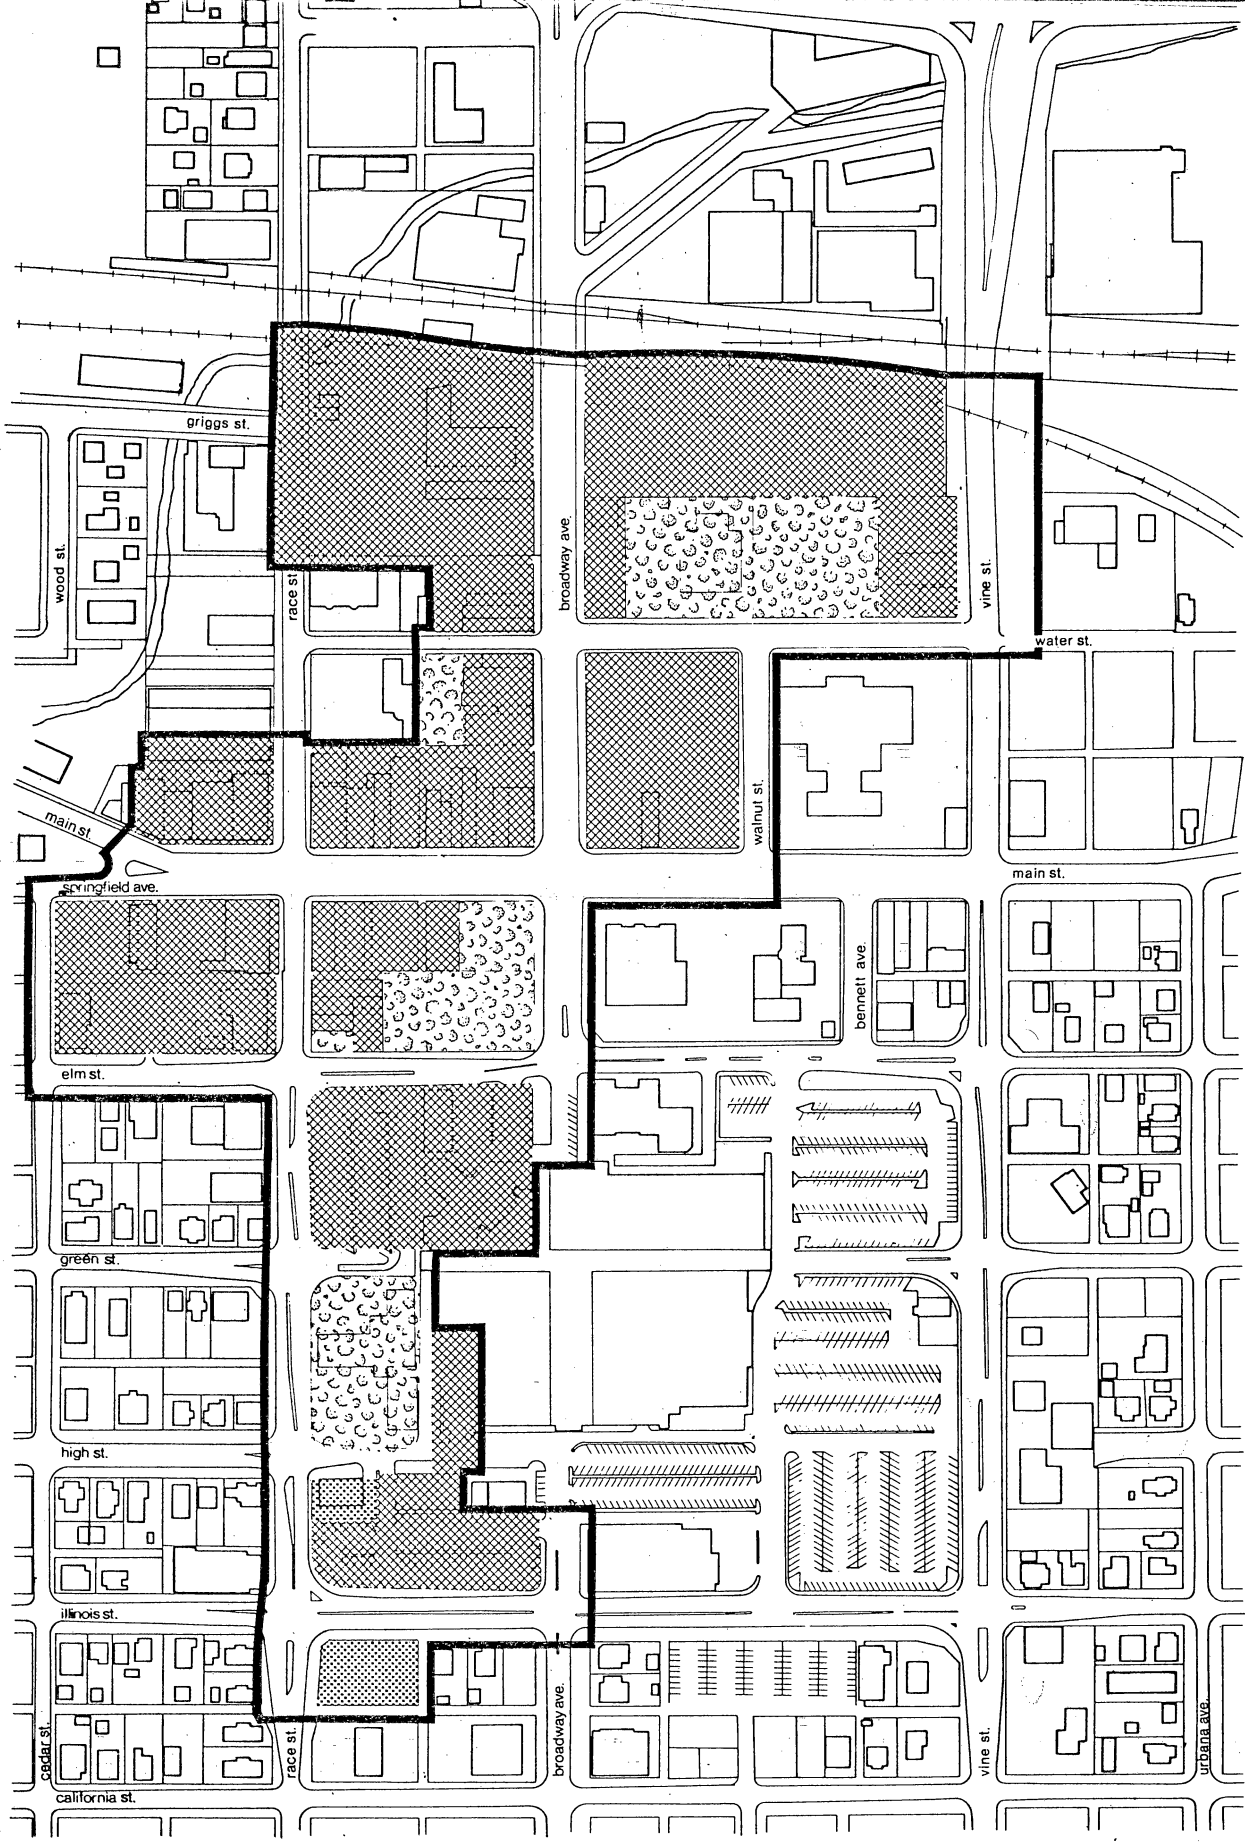 griggs st.
wood st.
race st
broadway ave.
vine st.
water st.
walnut st.
main st.
springfield ave.
main st.
bennett ave.
elm st.
green st.
high st.
illinois st.
cedar st.
race st.
broadway ave.
vine st.
urbana ave.
california st.